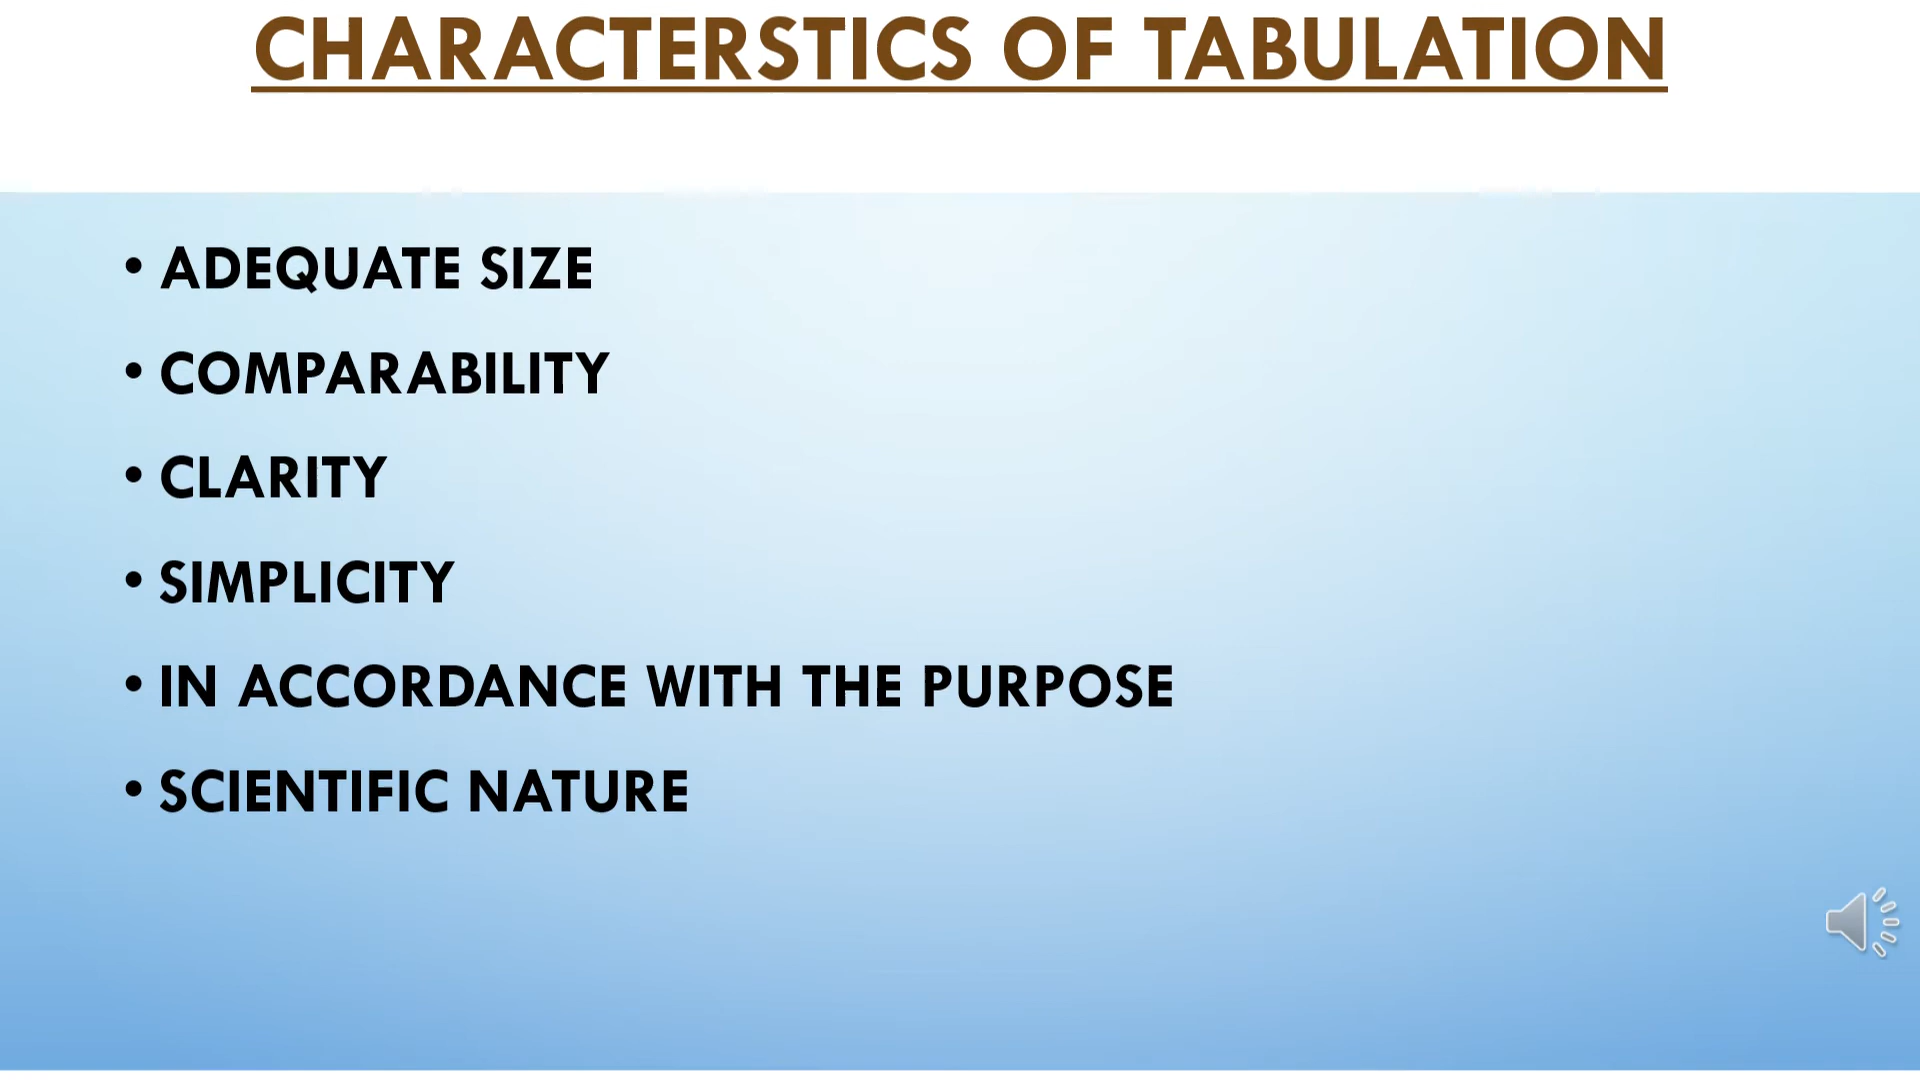 CHARACTERSTICS OF TABULATION
• ADEQUATE SIZE
• COMPARABILITY
• CLARITY
• SIMPLICITY
• IN ACCORDANCE WITH THE PURPOSE
• SCIENTIFIC NATURE